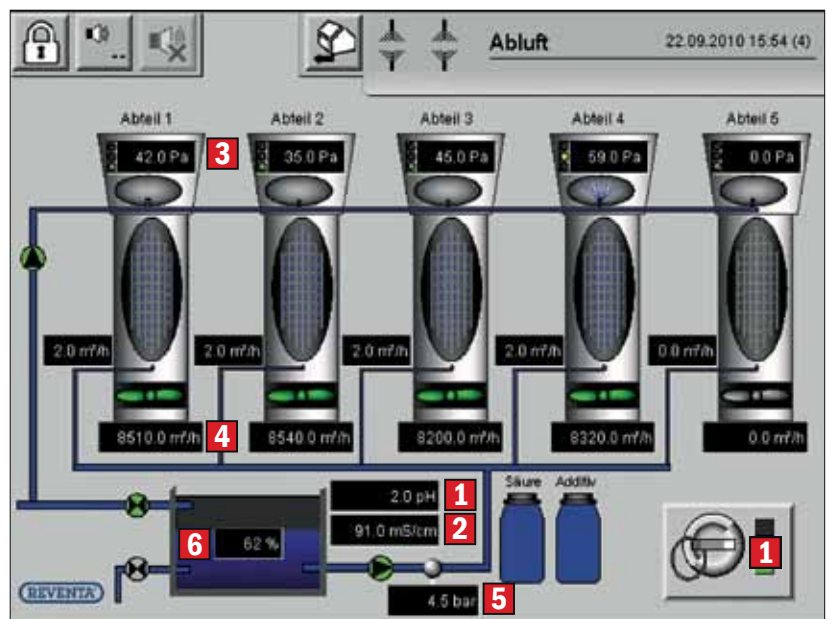 --
Abluft 22.09.2010 15:54 (4)
Abteil 1 Abteil 2 Abteil 3 Abteil 4 Abteil 5
42.0 Pa 3 35.0 Pa 45.0 Pa 59.0 Pa 0.0 Pa
2.0 m³/h 2.0 m³/h 2.0 m³/h 2.0 m³/h 0.0 m³/h
8510.0 m³/h 4 8540.0 m³/h 8200.0 m³/h 8320.0 m³/h 0.0 m³/h
Säure Additiv
2.0 pH 1
91.0 mS/cm 2
6 62 %
1
REVENTA
4.5 bar 5